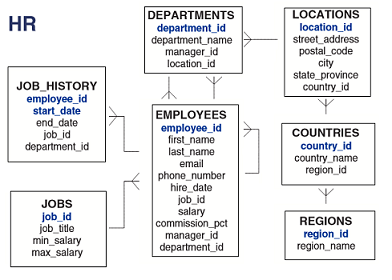 HR
DEPARTMENTS
department_id
department_name
manager_id
location_id
LOCATIONS
location_id
street_address
postal_code
city
state_province
country_id
JOB_HISTORY
employee_id
start_date
end_date
job_id
department_id
EMPLOYEES
employee_id
first_name
last_name
email
phone_number
hire_date
job_id
salary
commission_pct
manager_id
department_id
COUNTRIES
country_id
country_name
region_id
JOBS
job_id
job_title
min_salary
max_salary
REGIONS
region_id
region_name